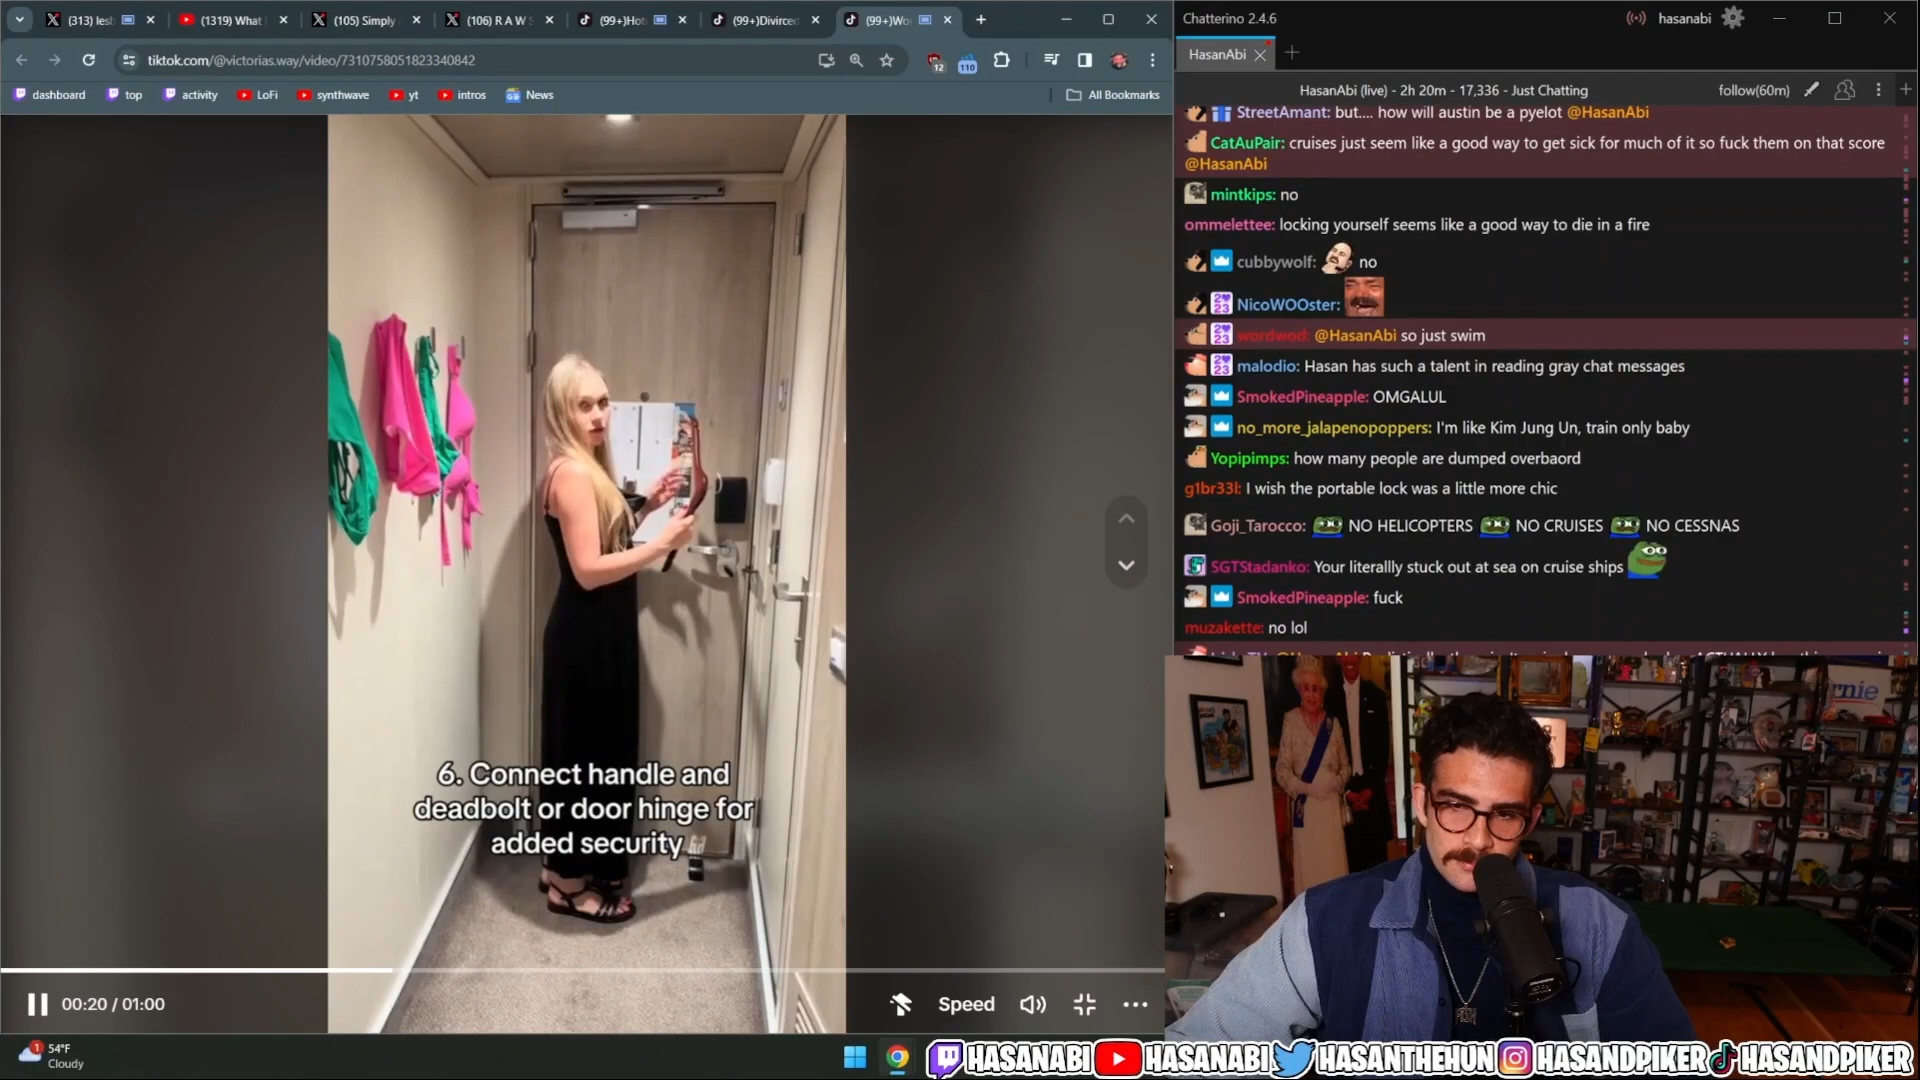 (313) lesb
(1319) What
(105) Simply
(106) R A W S
(99+)Hot
(99+)Divirced
(99+)Wo
tiktok.com/@victorias.way/video/7310758051823340842
12
110
dashboard
top
activity
LoFi
synthwave
yt
intros
News
All Bookmarks
6. Connect handle and
deadbolt or door hinge for
added security
00:20 / 01:00
Speed
1
54°F
Cloudy
Chatterino 2.4.6
hasanabi
HasanAbi
HasanAbi (live) - 2h 20m - 17,336 - Just Chatting
follow(60m)
StreetAmant: but.... how will austin be a pyelot @HasanAbi
CatAuPair: cruises just seem like a good way to get sick for much of it so fuck them on that score
@HasanAbi
mintkips: no
ommelettee: locking yourself seems like a good way to die in a fire
cubbywolf: no
NicoWOOster:
wordwod: @HasanAbi so just swim
malodio: Hasan has such a talent in reading gray chat messages
SmokedPineapple: OMGALUL
no_more_jalapenopoppers: I'm like Kim Jung Un, train only baby
Yopipimps: how many people are dumped overbaord
g1br33l: I wish the portable lock was a little more chic
Goji_Tarocco: NO HELICOPTERS NO CRUISES NO CESSNAS
SGTStadanko: Your literallly stuck out at sea on cruise ships
SmokedPineapple: fuck
muzakette: no lol
rnie
HASANABI HASANABI HASANTHEHUN HASANDPIKER HASANDPIKER